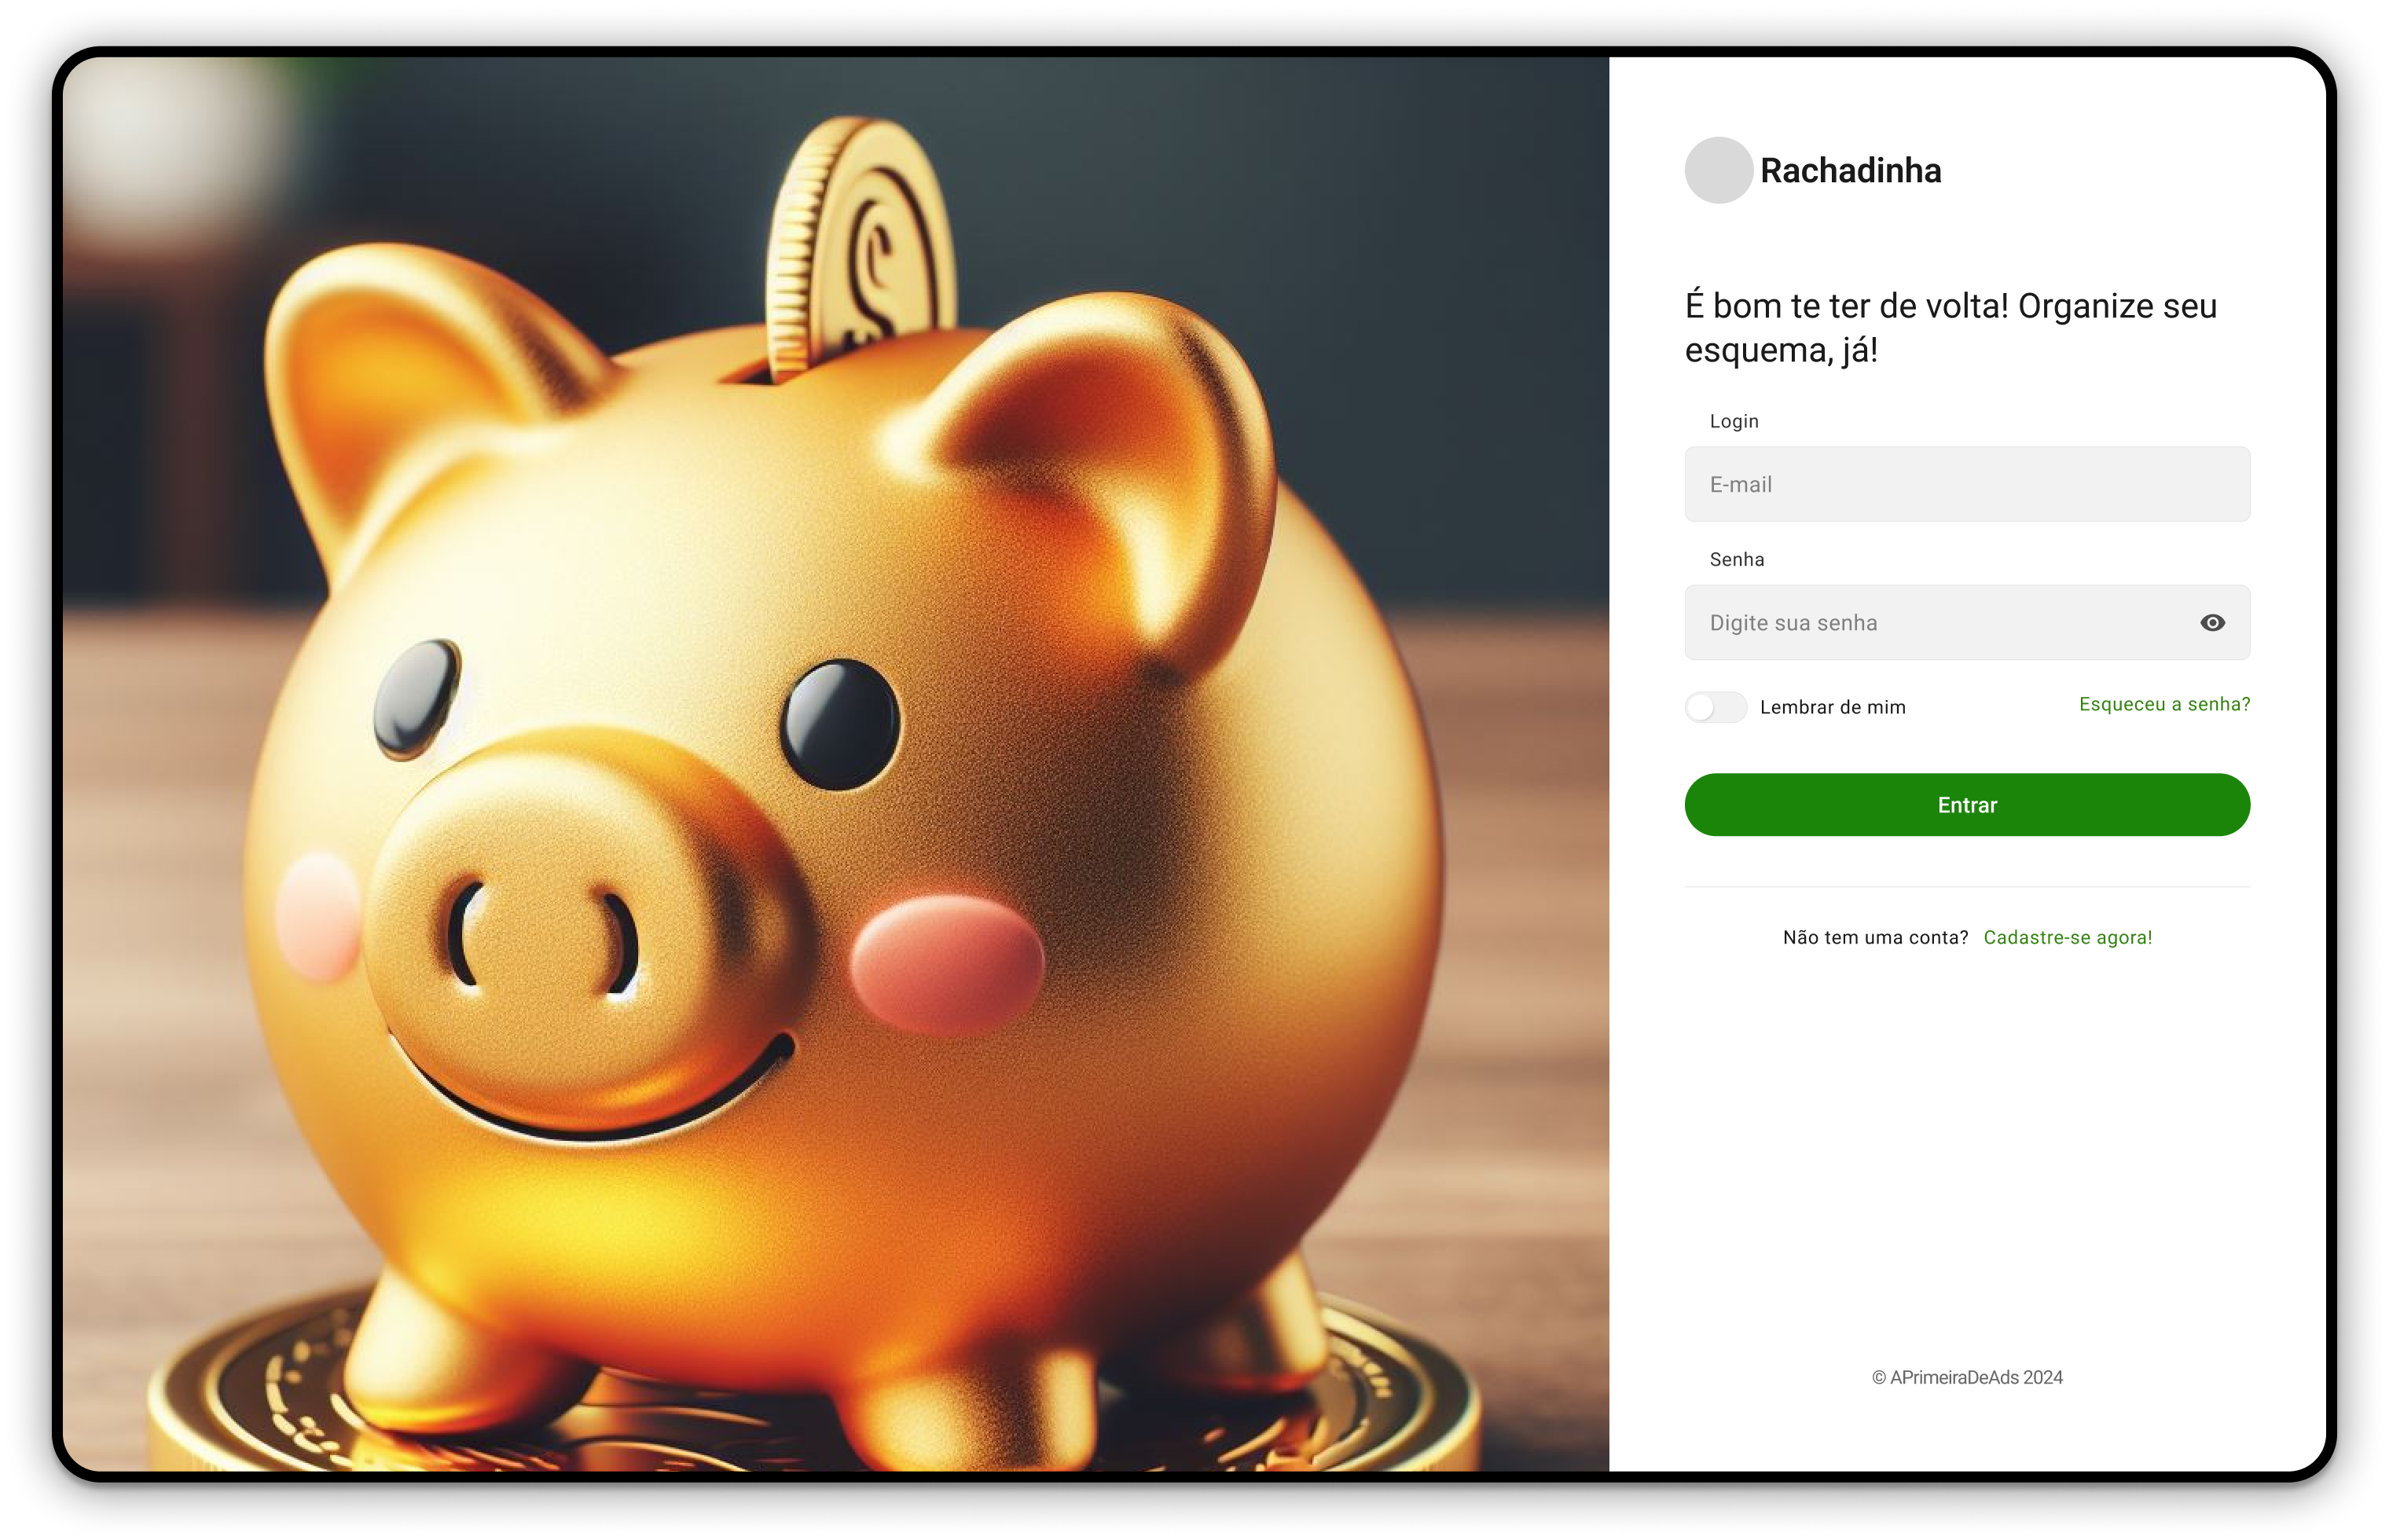 Rachadinha
É bom te ter de volta! Organize seu
esquema, já!
Login
E-mail
Senha
Digite sua senha
Lembrar de mim
Esqueceu a senha?
Entrar
Não tem uma conta? Cadastre-se agora!
© APrimeiraDeAds 2024